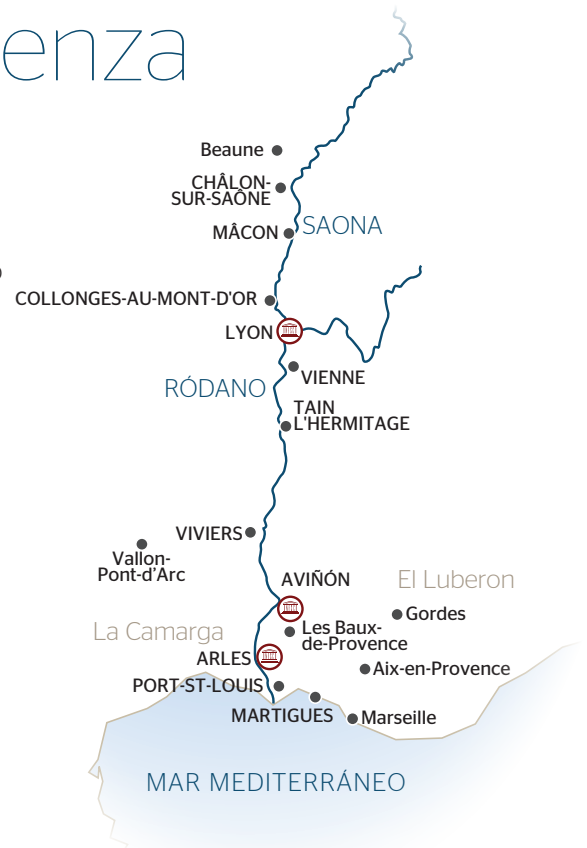 enza
Beaune
CHÂLON-
SUR-SAÔNE
MÂCON
SAONA
COLLONGES-AU-MONT-D'OR
LYON
VIENNE
RÓDANO
TAIN
L'HERMITAGE
VIVIERS
Vallon-
Pont-d'Arc
AVIÑÓN
El Luberon
Gordes
La Camarga
Les Baux-
de-Provence
ARLES
Aix-en-Provence
PORT-ST-LOUIS
MARTIGUES
Marseille
MAR MEDITERRÁNEO